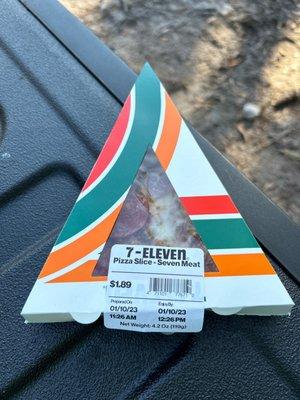 7-ELEVEN
Pizza Slice - Seven Meat
$1.89
Prepared On
Enjoy By
01/10/23
01/10/23
11:26 AM
12:26 PM
Net Weight: 4.2 Oz (119g)